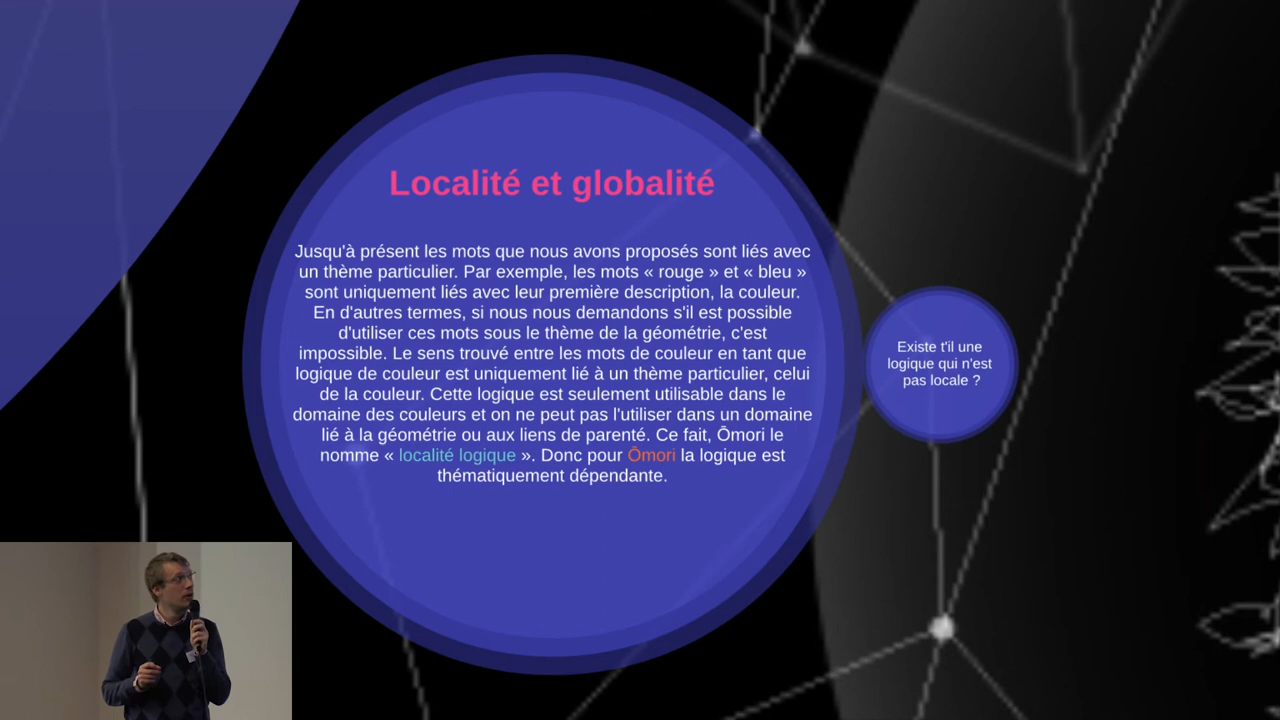 Localité et globalité
Jusqu'à présent les mots que nous avons proposés sont liés avec
un thème particulier. Par exemple, les mots « rouge » et « bleu »
sont uniquement liés avec leur première description, la couleur.
En d'autres termes, si nous nous demandons s'il est possible
d'utiliser ces mots sous le thème de la géométrie, c'est
impossible. Le sens trouvé entre les mots de couleur en tant que
logique de couleur est uniquement lié à un thème particulier, celui
de la couleur. Cette logique est seulement utilisable dans le
domaine des couleurs et on ne peut pas l'utiliser dans un domaine
lié à la géométrie ou aux liens de parenté. Ce fait, Ōmori le
nomme « localité logique ». Donc pour Ōmori la logique est
thématiquement dépendante.
Existe t'il une
logique qui n'est
pas locale ?